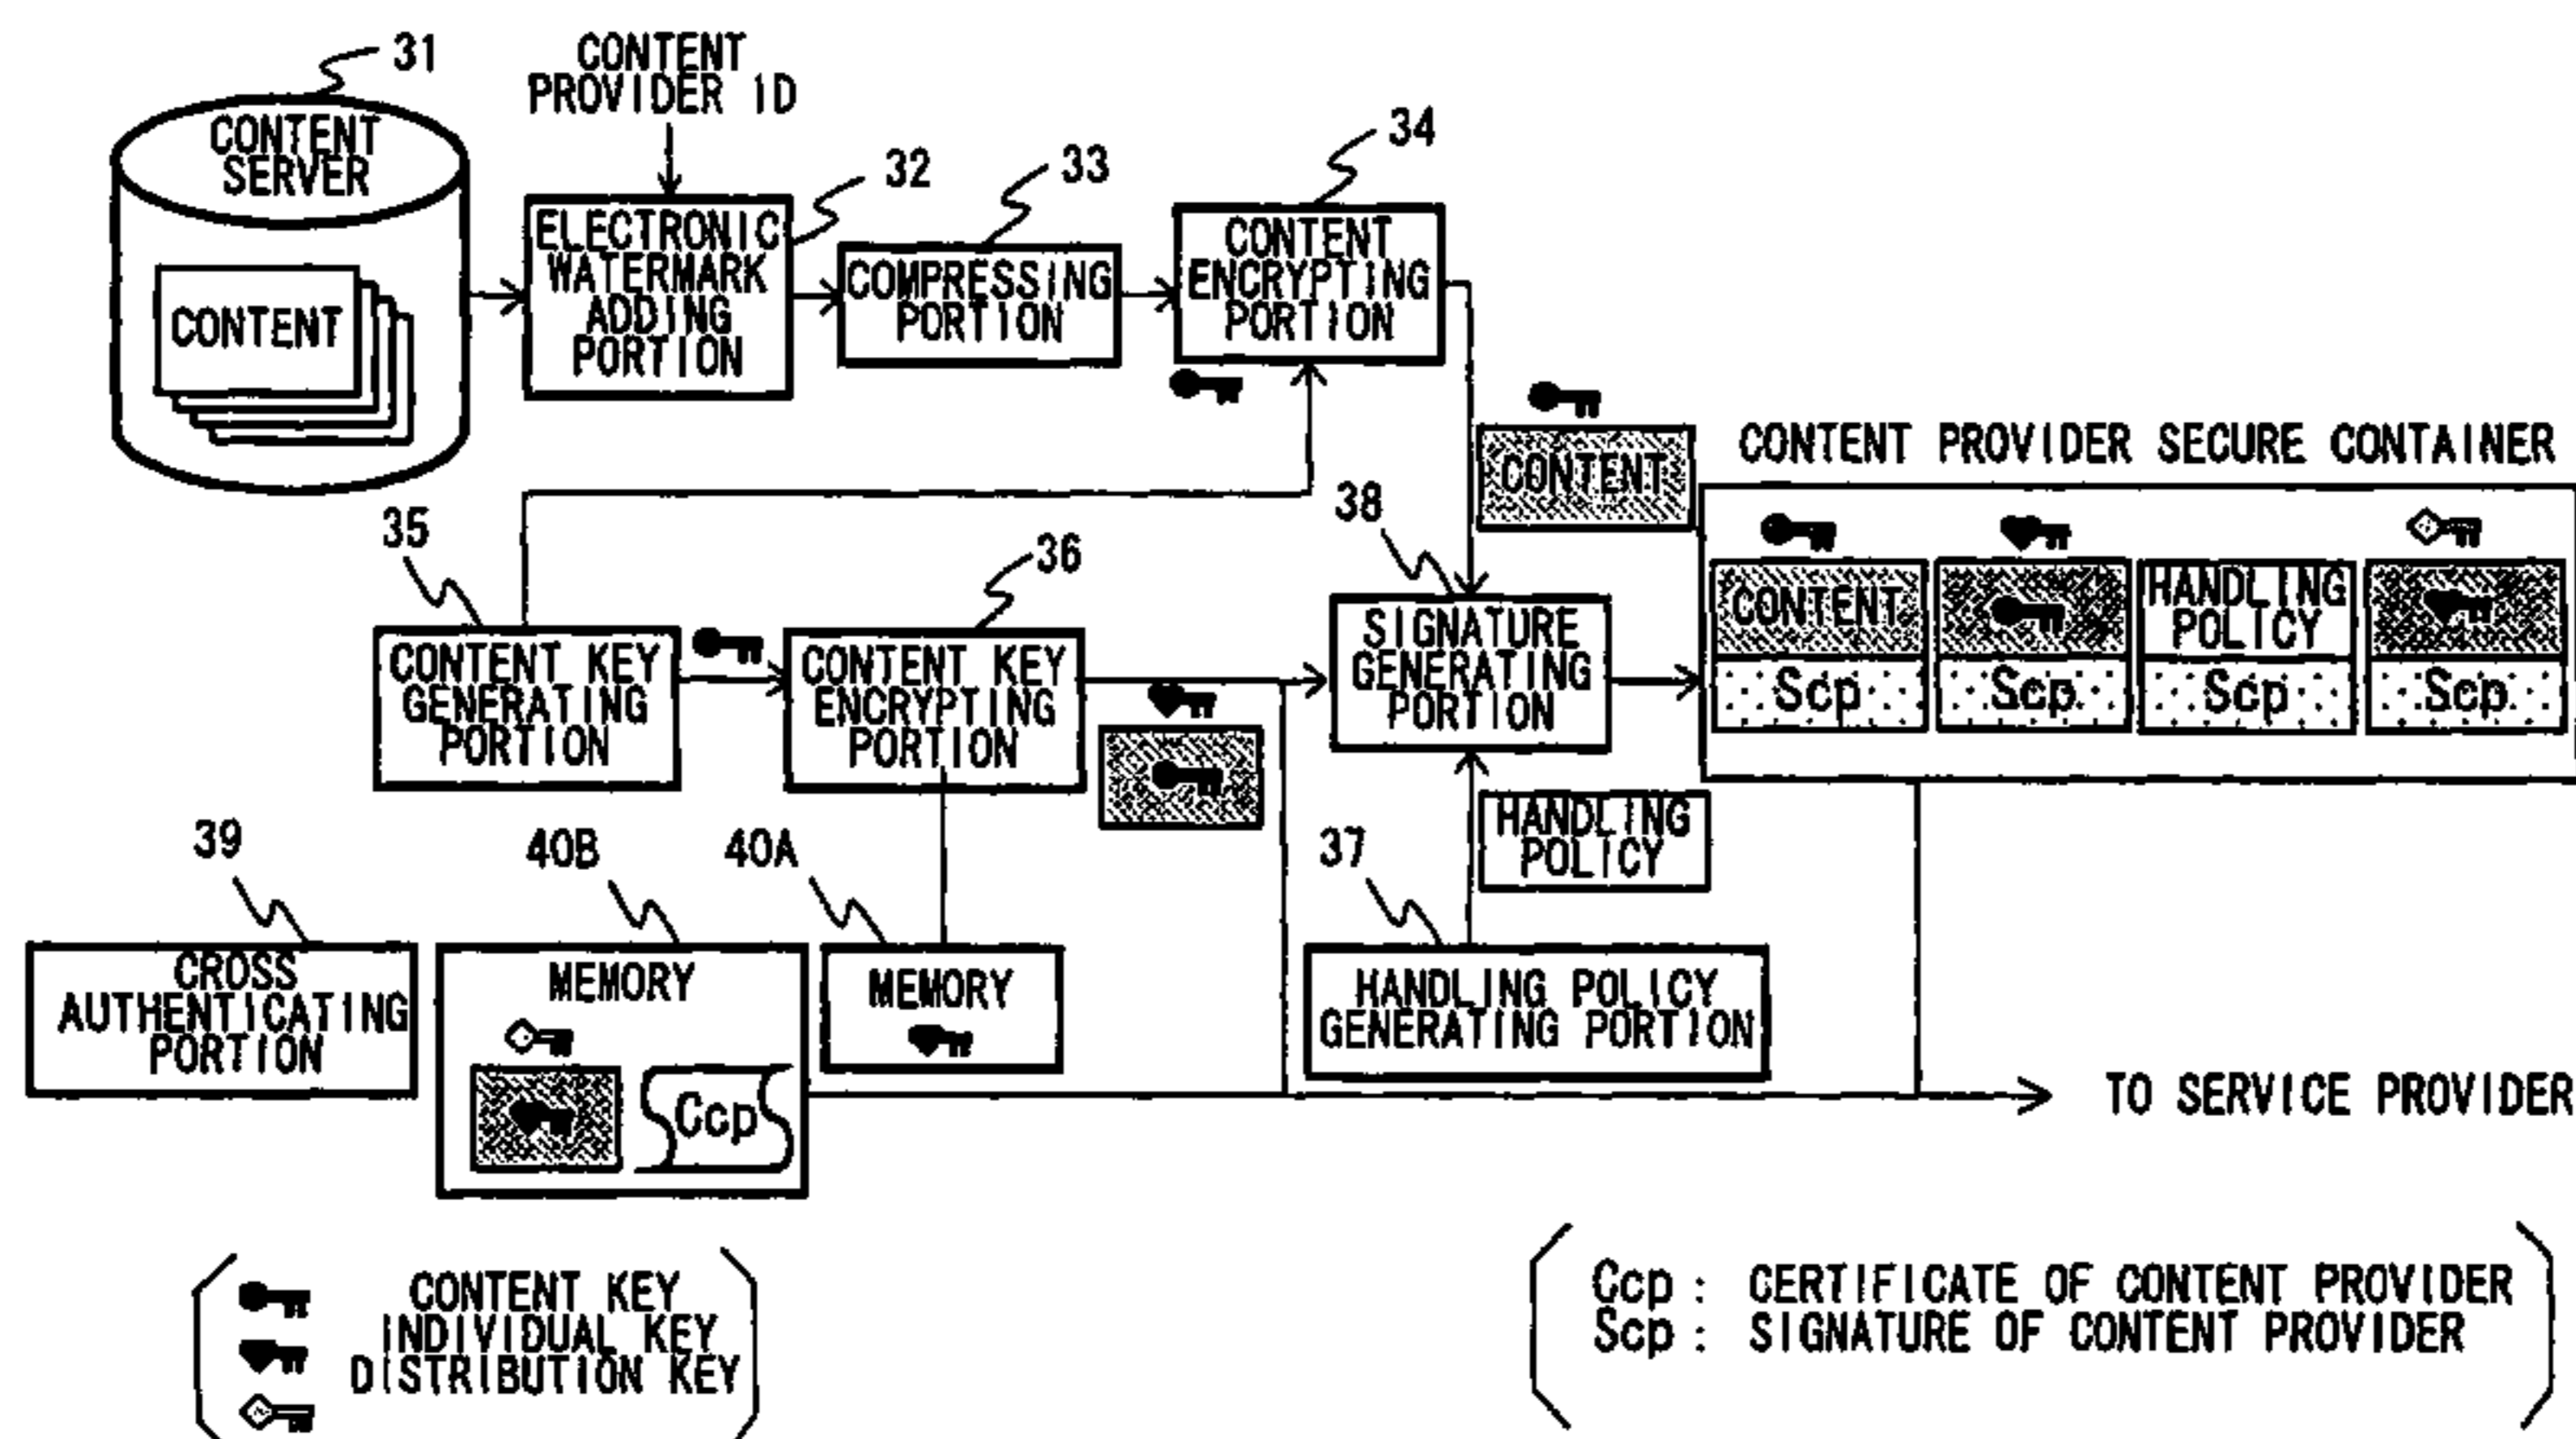 31
CONTENT
PROVIDER ID
34
CONTENT
SERVER
32
33
ELECTRONIC
WATERMARK
ADDING
PORTION
COMPRESSING
PORTION
CONTENT
ENCRYPTING
PORTION
CONTENT
CONTENT
CONTENT PROVIDER SECURE CONTAINER
35
36
38
CONTENT KEY
GENERATING
PORTION
CONTENT KEY
ENCRYPTING
PORTION
SIGNATURE
GENERATING
PORTION
CONTENT
HANDLING
POLICY
Scp
Scp
Scp
Scp
39
40B
40A
37
HANDLING
POLICY
CROSS
AUTHENTICATING
PORTION
MEMORY
Ccp
MEMORY
HANDLING POLICY
GENERATING PORTION
TO SERVICE PROVIDER
CONTENT KEY
INDIVIDUAL KEY
DISTRIBUTION KEY
Ccp : CERTIFICATE OF CONTENT PROVIDER
Scp : SIGNATURE OF CONTENT PROVIDER